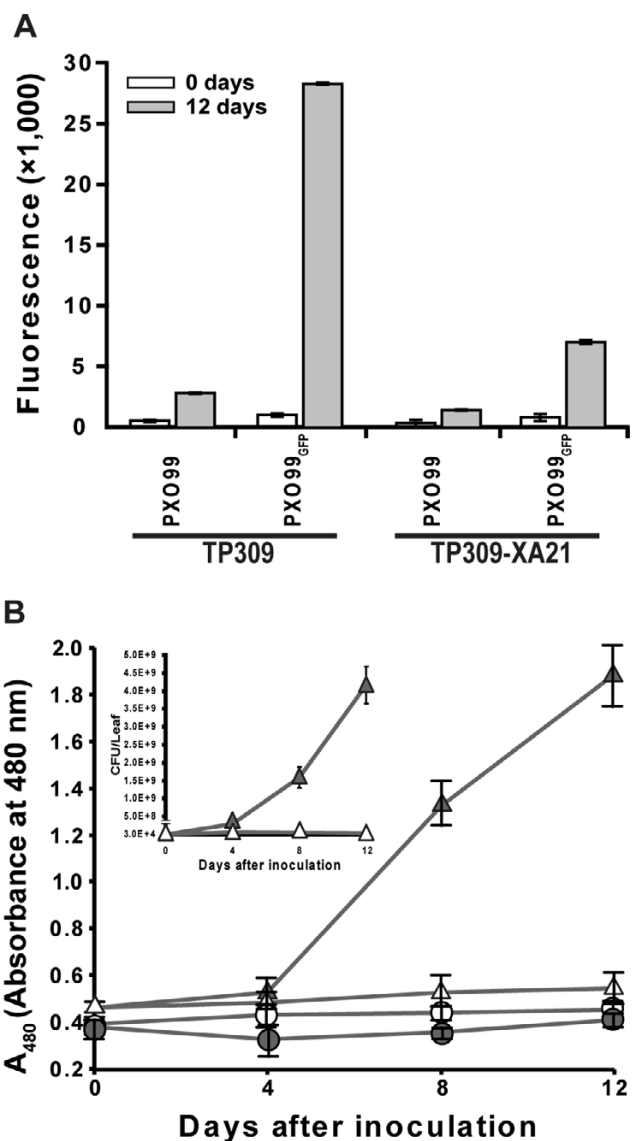 A
Fluorescence (×1,000)
30
25
20
15
10
5
0
0 days
12 days
PXO99
PXO99GFP
PXO99
PXO99GFP
TP309
TP309-XA21
B
A480 (Absorbance at 480 nm)
2.0
1.8
1.6
1.4
1.2
1.0
0.8
0.6
0.4
0.2
CFU/Leaf
5.0E+9
4.5E+9
4.0E+9
3.5E+9
3.0E+9
2.5E+9
2.0E+9
1.5E+9
5.0E+9
5.0E+8
3.0E+4
0 4 8 12
Days after inoculation
0 4 8 12
Days after inoculation